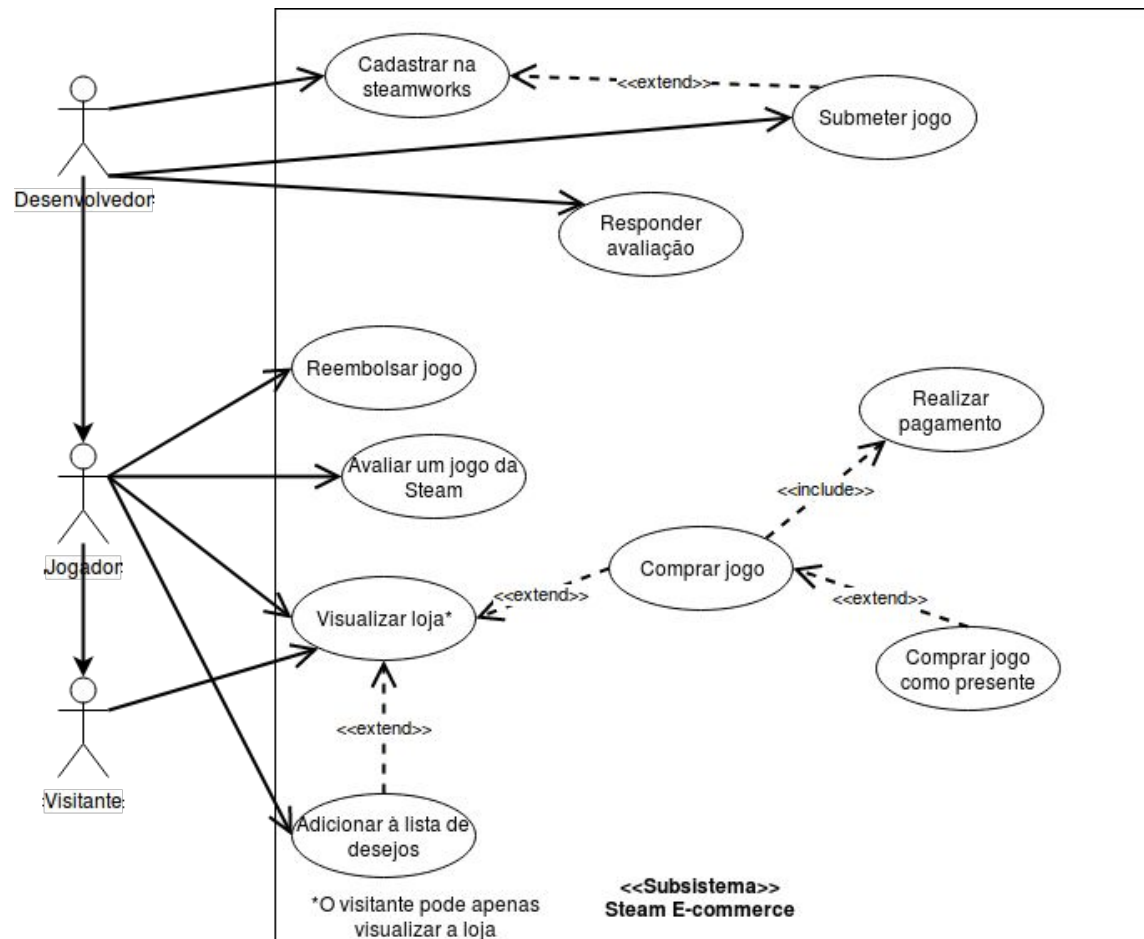 Cadastrar na
steamworks
<<extend>>
Submeter jogo
Desenvolvedor
Responder
avaliação
Reembolsar jogo
Realizar
pagamento
Avaliar um jogo da
Steam
<<include>>
Jogador
Comprar jogo
<<extend>>
<<extend>>
Visualizar loja*
Comprar jogo
como presente
<<extend>>
Visitante
Adicionar à lista de
desejos
*O visitante pode apenas
visualizar a loja
<<Subsistema>>
Steam E-commerce